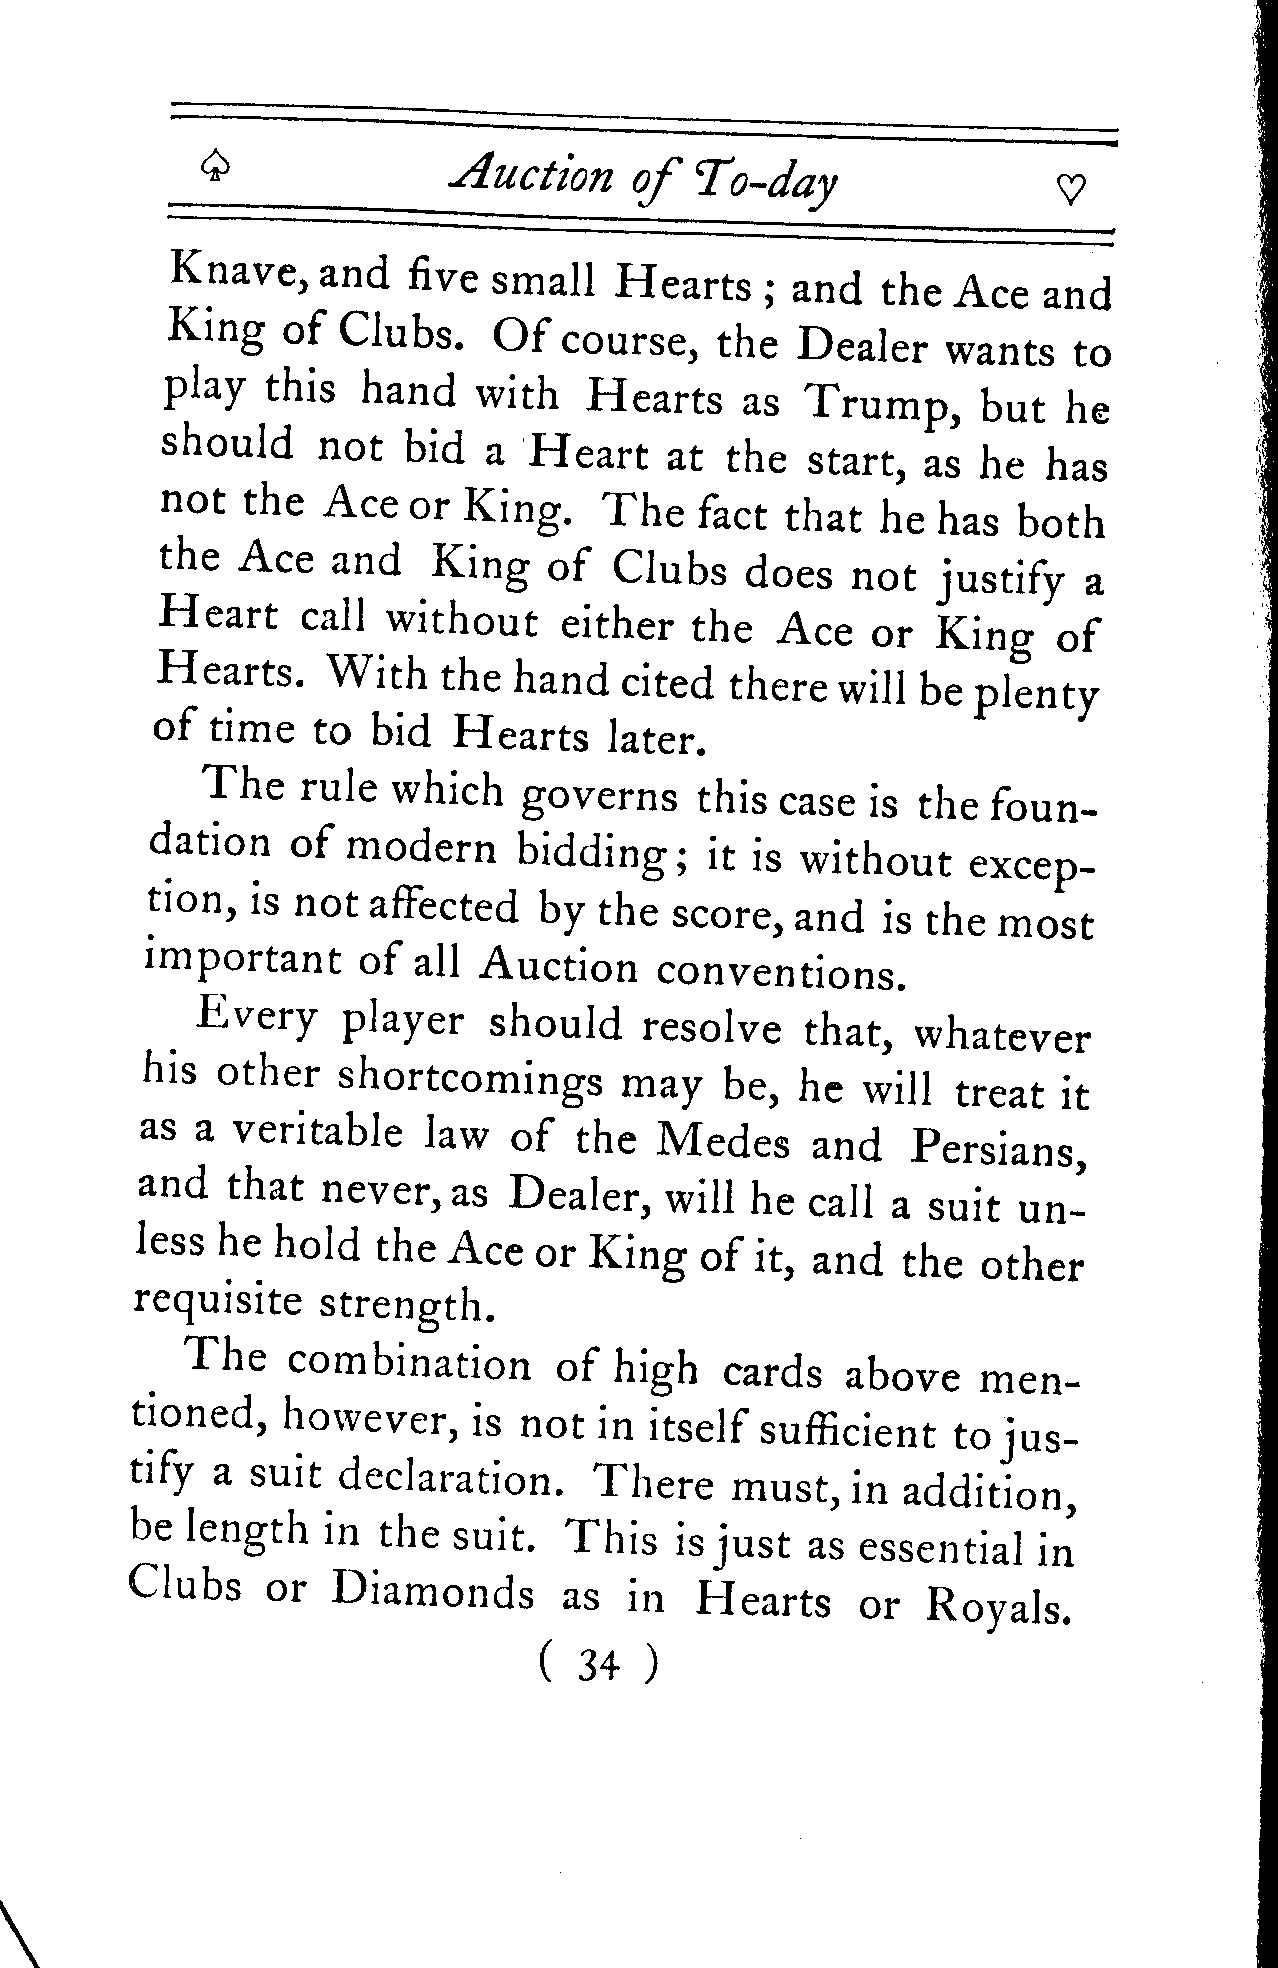 ♤ Auction of To-day ♡
Knave, and five small Hearts ; and the Ace and
King of Clubs. Of course, the Dealer wants to
play this hand with Hearts as Trump, but he
should not bid a Heart at the start, as he has
not the Ace or King. The fact that he has both
the Ace and King of Clubs does not justify a
Heart call without either the Ace or King of
Hearts. With the hand cited there will be plenty
of time to bid Hearts later.
The rule which governs this case is the foun-
dation of modern bidding ; it is without excep-
tion, is not affected by the score, and is the most
important of all Auction conventions.
Every player should resolve that, whatever
his other shortcomings may be, he will treat it
as a veritable law of the Medes and Persians,
and that never, as Dealer, will he call a suit un-
less he hold the Ace or King of it, and the other
requisite strength.
The combination of high cards above men-
tioned, however, is not in itself sufficient to jus-
tify a suit declaration. There must, in addition,
be length in the suit. This is just as essential in
Clubs or Diamonds as in Hearts or Royals.
( 34 )